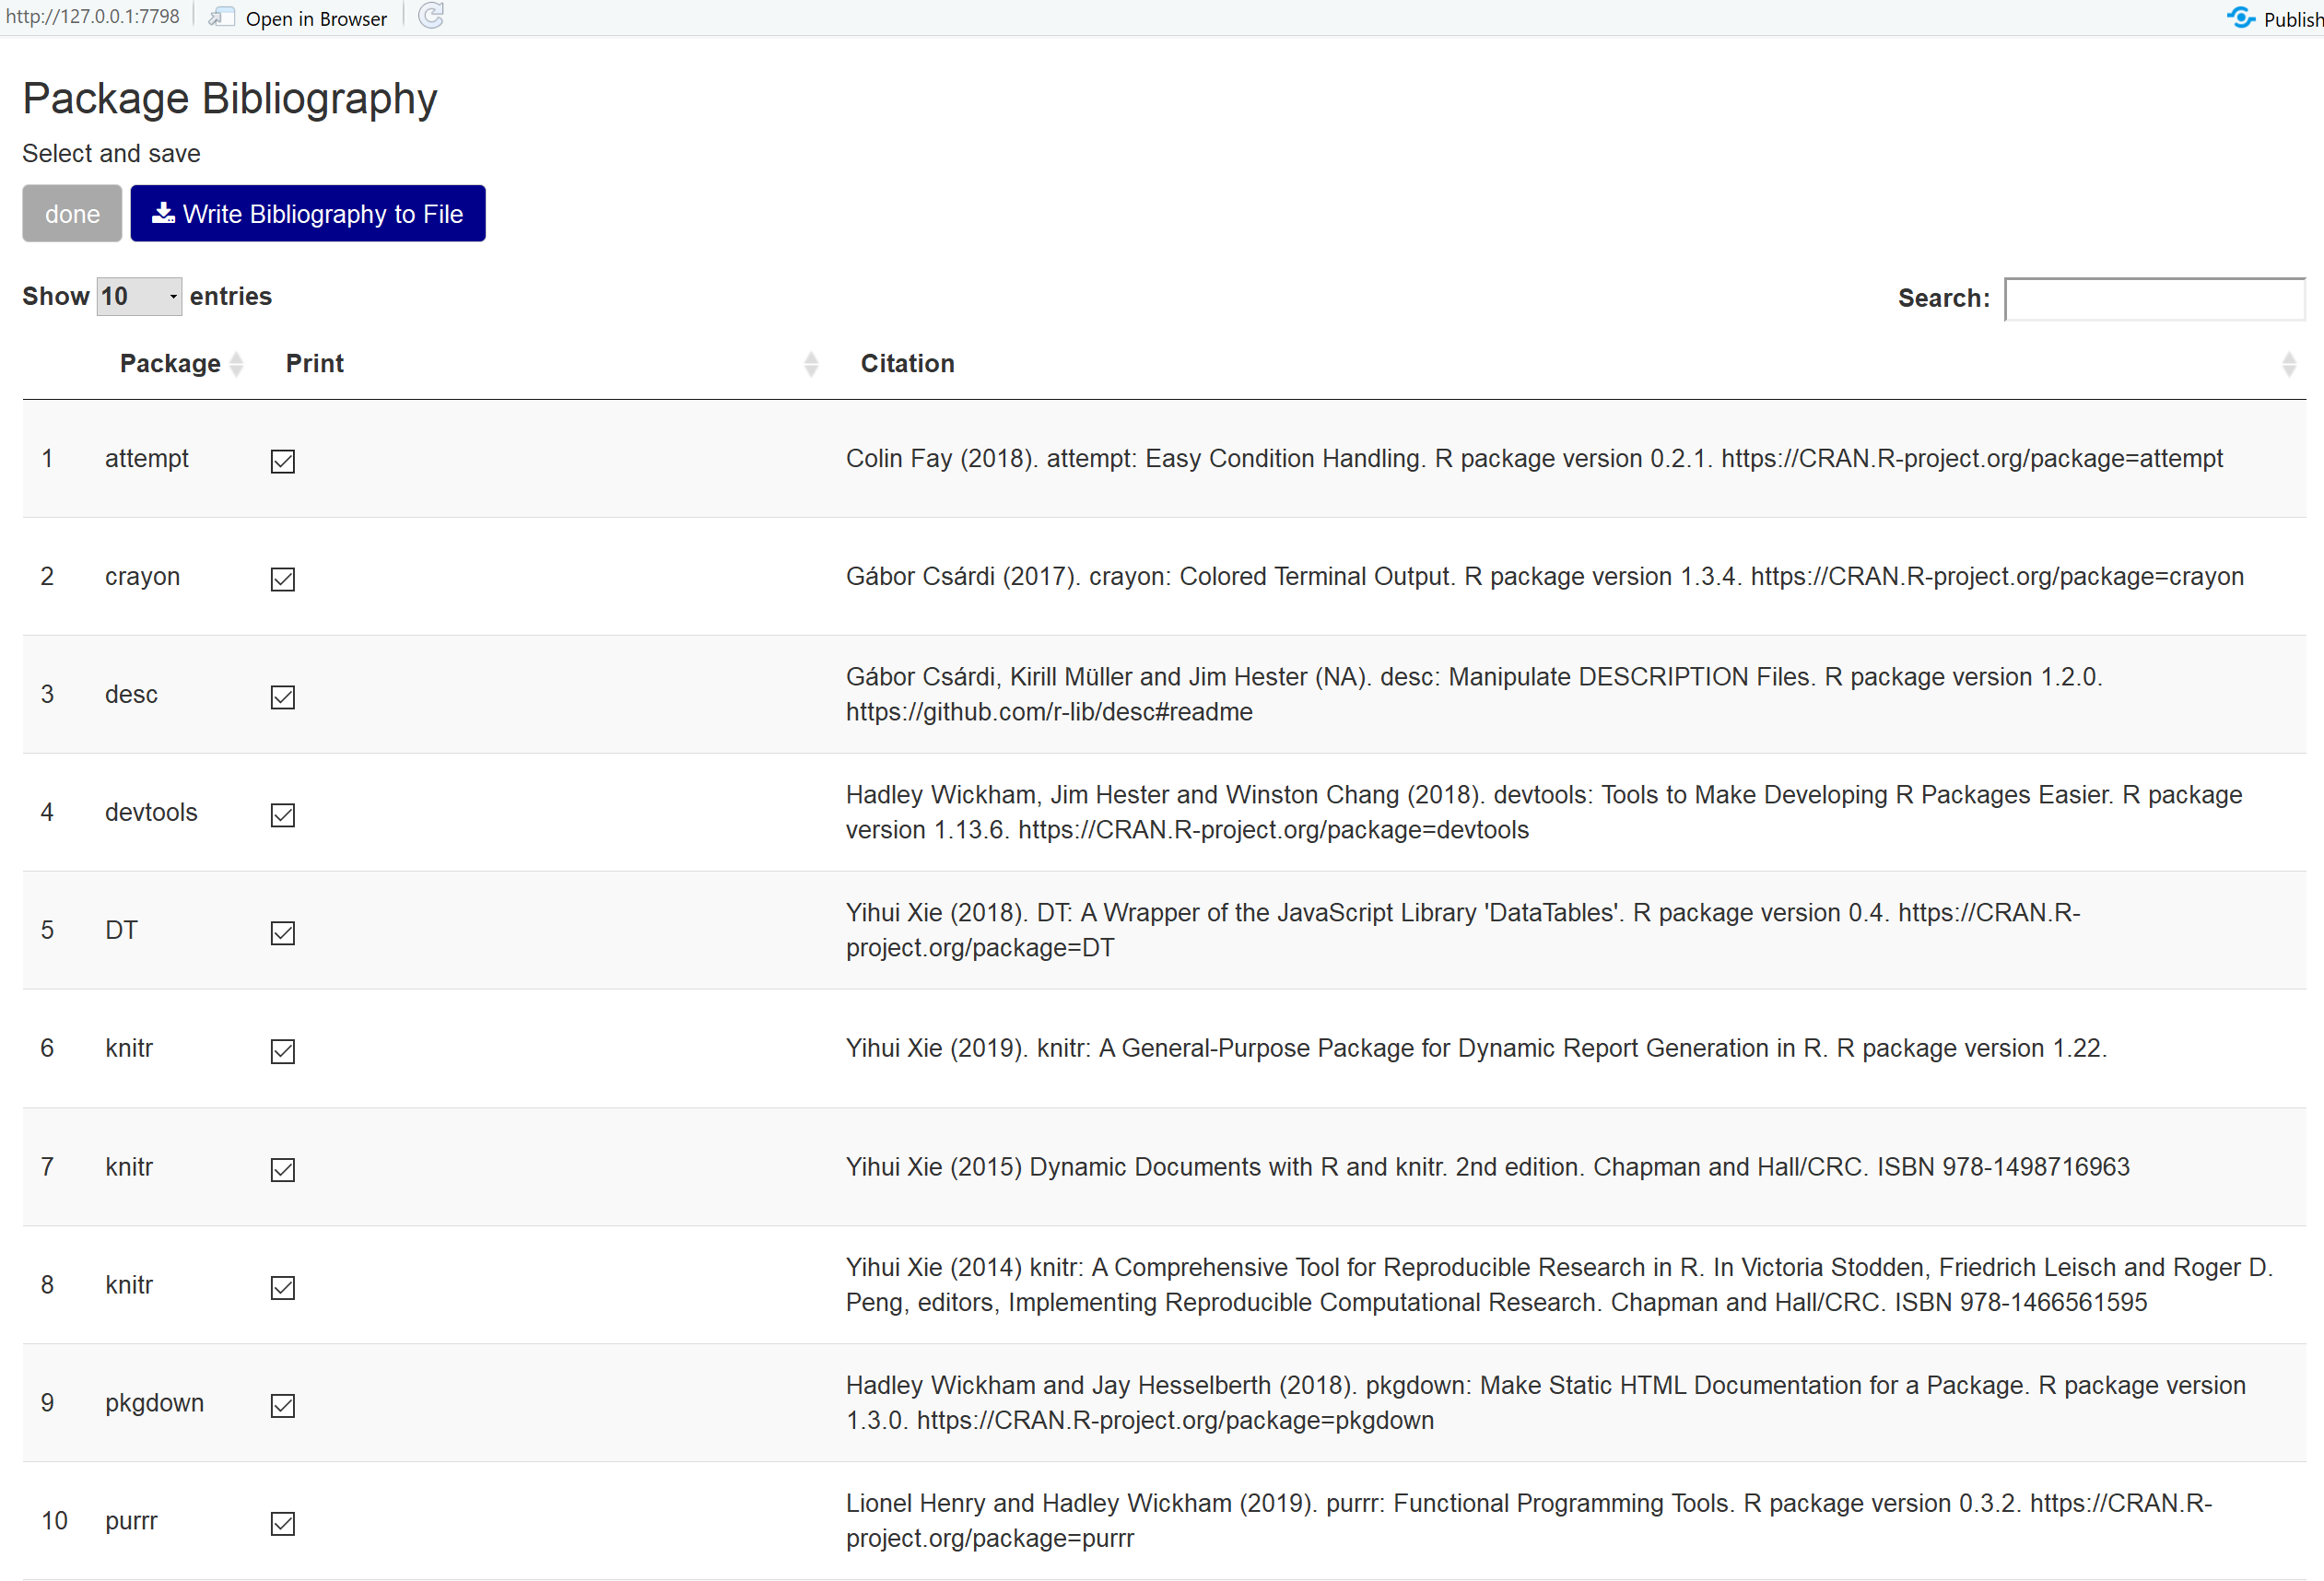 http://127.0.0.1:7798 Open in Browser Publish
Package Bibliography
Select and save
done Write Bibliography to File
Show 10 entries Search:
Package Print Citation
1 attempt Colin Fay (2018). attempt: Easy Condition Handling. R package version 0.2.1. https://CRAN.R-project.org/package=attempt
2 crayon Gábor Csárdi (2017). crayon: Colored Terminal Output. R package version 1.3.4. https://CRAN.R-project.org/package=crayon
3 desc Gábor Csárdi, Kirill Müller and Jim Hester (NA). desc: Manipulate DESCRIPTION Files. R package version 1.2.0.
https://github.com/r-lib/desc#readme
4 devtools Hadley Wickham, Jim Hester and Winston Chang (2018). devtools: Tools to Make Developing R Packages Easier. R package
version 1.13.6. https://CRAN.R-project.org/package=devtools
5 DT Yihui Xie (2018). DT: A Wrapper of the JavaScript Library 'DataTables'. R package version 0.4. https://CRAN.R-
project.org/package=DT
6 knitr Yihui Xie (2019). knitr: A General-Purpose Package for Dynamic Report Generation in R. R package version 1.22.
7 knitr Yihui Xie (2015) Dynamic Documents with R and knitr. 2nd edition. Chapman and Hall/CRC. ISBN 978-1498716963
8 knitr Yihui Xie (2014) knitr: A Comprehensive Tool for Reproducible Research in R. In Victoria Stodden, Friedrich Leisch and Roger D.
Peng, editors, Implementing Reproducible Computational Research. Chapman and Hall/CRC. ISBN 978-1466561595
9 pkgdown Hadley Wickham and Jay Hesselberth (2018). pkgdown: Make Static HTML Documentation for a Package. R package version
1.3.0. https://CRAN.R-project.org/package=pkgdown
10 purrr Lionel Henry and Hadley Wickham (2019). purrr: Functional Programming Tools. R package version 0.3.2. https://CRAN.R-
project.org/package=purrr